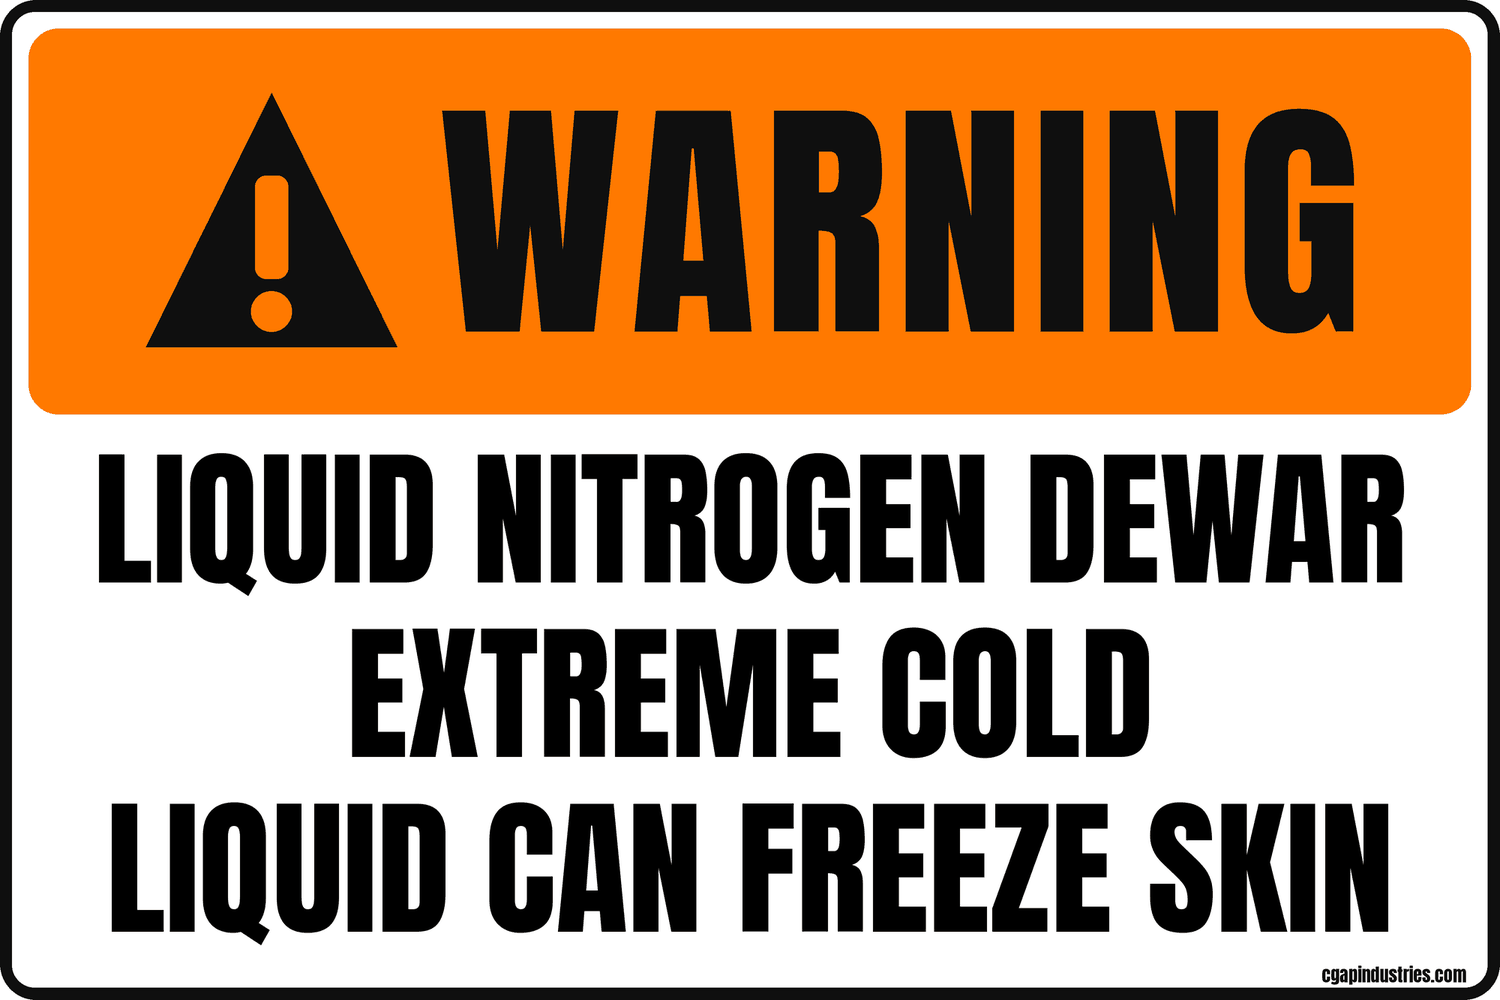 WARNING
LIQUID NITROGEN DEWAR
EXTREME COLD
LIQUID CAN FREEZE SKIN
cgapindustries.com